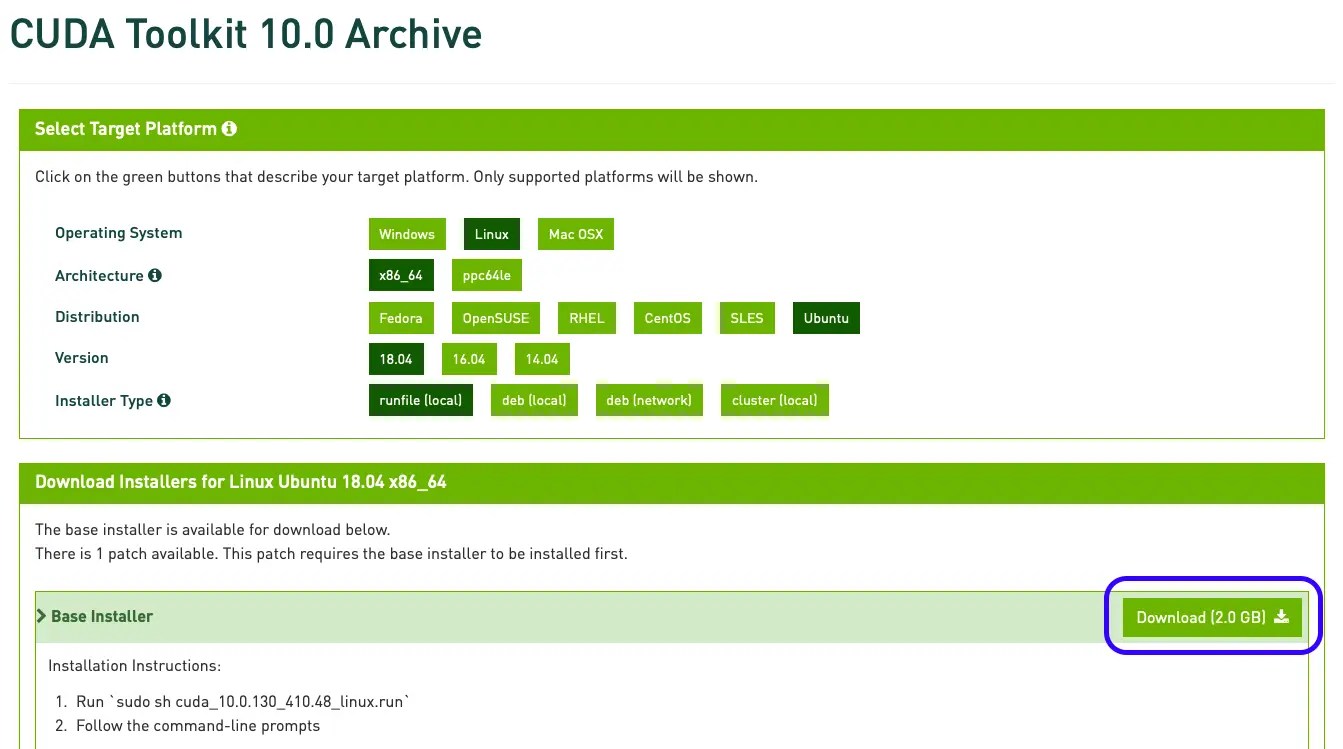 CUDA Toolkit 10.0 Archive
Select Target Platform
Click on the green buttons that describe your target platform. Only supported platforms will be shown.
Operating System Windows Linux Mac OSX
Architecture x86_64 ppc64le
Distribution Fedora OpenSUSE RHEL CentOS SLES Ubuntu
Version 18.04 16.04 14.04
Installer Type runfile (local) deb (local) deb (network) cluster (local)
Download Installers for Linux Ubuntu 18.04 x86_64
The base installer is available for download below.
There is 1 patch available. This patch requires the base installer to be installed first.
Base Installer Download (2.0 GB)
Installation Instructions:
1. Run `sudo sh cuda_10.0.130_410.48_linux.run`
2. Follow the command-line prompts